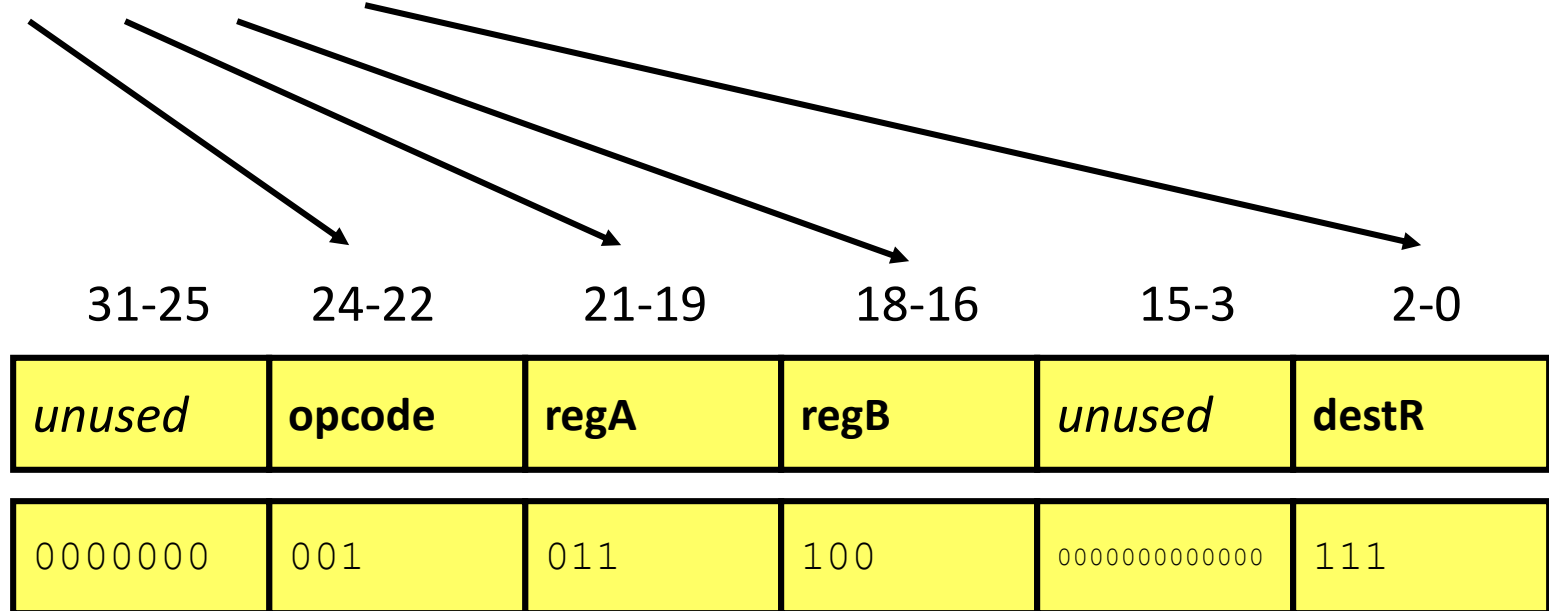 31-25 24-22 21-19 18-16 15-3 2-0
unused opcode regA regB unused destR
0000000 001 011 100 0000000000000 111